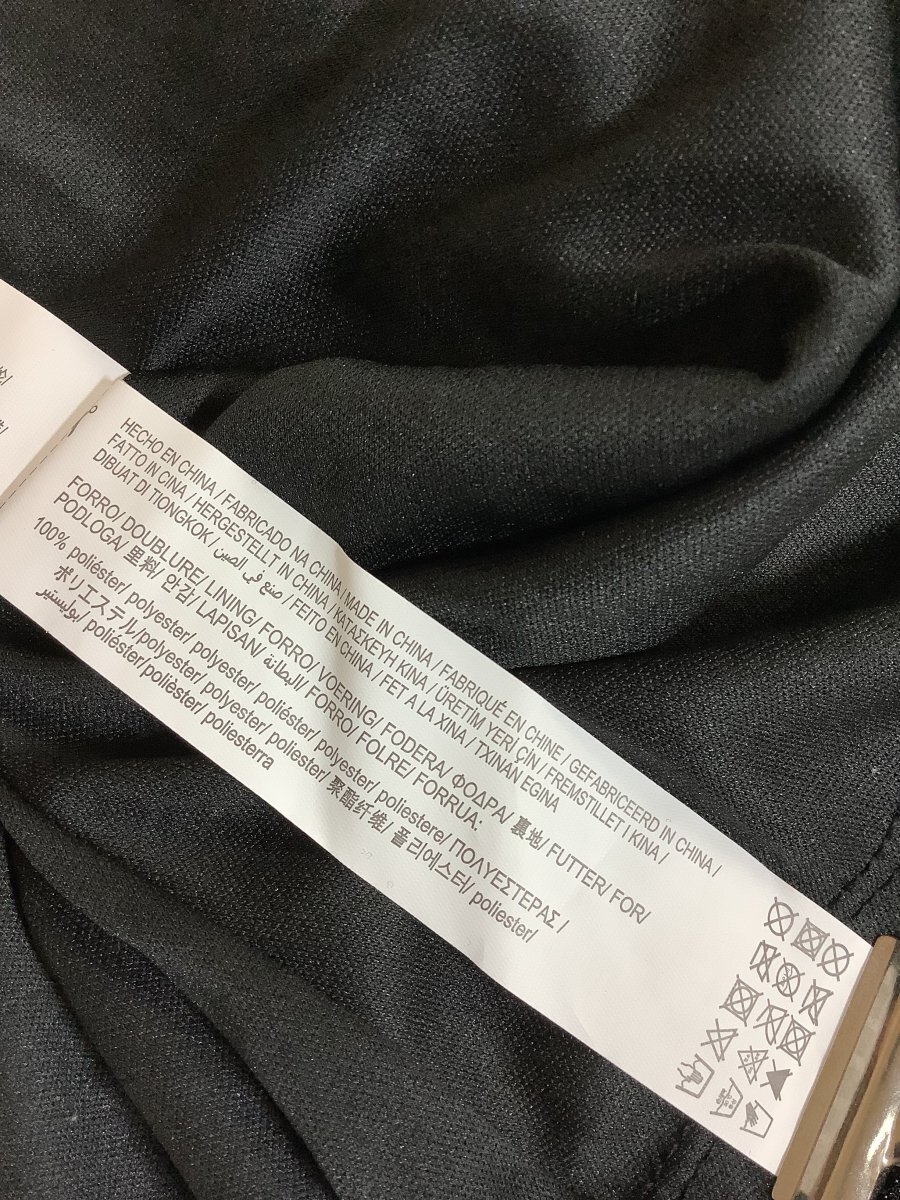 HECHO EN CHINA / FABRICADO NA CHINA / MADE IN CHINA / FABRIQUÉ EN CHINE / GEFABRICEERD IN CHINA /
FATTO IN CINA / HERGESTELLT IN CHINA / ΚΑΤΑΣΚΕΥΗ ΚΙΝΑ / ÜRETİM YERİ ÇİN / FREMSTILLET I KINA /
DIBUAT DI TIONGKOK / صنع في الصين / FEITO EN CHINA / FET A LA XINA / TXINAN EGINA
FORRO/ DOUBLURE/ LINING/ FORRO/ VOERING/ FODERA/ ΦΟΔΡΑ/ 裏地/ FUTTER/ FOR/
PODLOGA/ 里料/ 안감/ LAPISAN/ البطانة/ FORRO/ FOLRE/ FORRUA:
100% poliéster/ polyester/ polyester/ poliéster/ polyester/ poliestere/ ΠΟΛΥΕΣΤΕΡΑΣ /
ポリエステル/polyester/ polyester/ poliester/ 聚酯纤维/ 폴리에스터/ poliester/
بوليستير/ poliéster/ polièster/ poliesterra